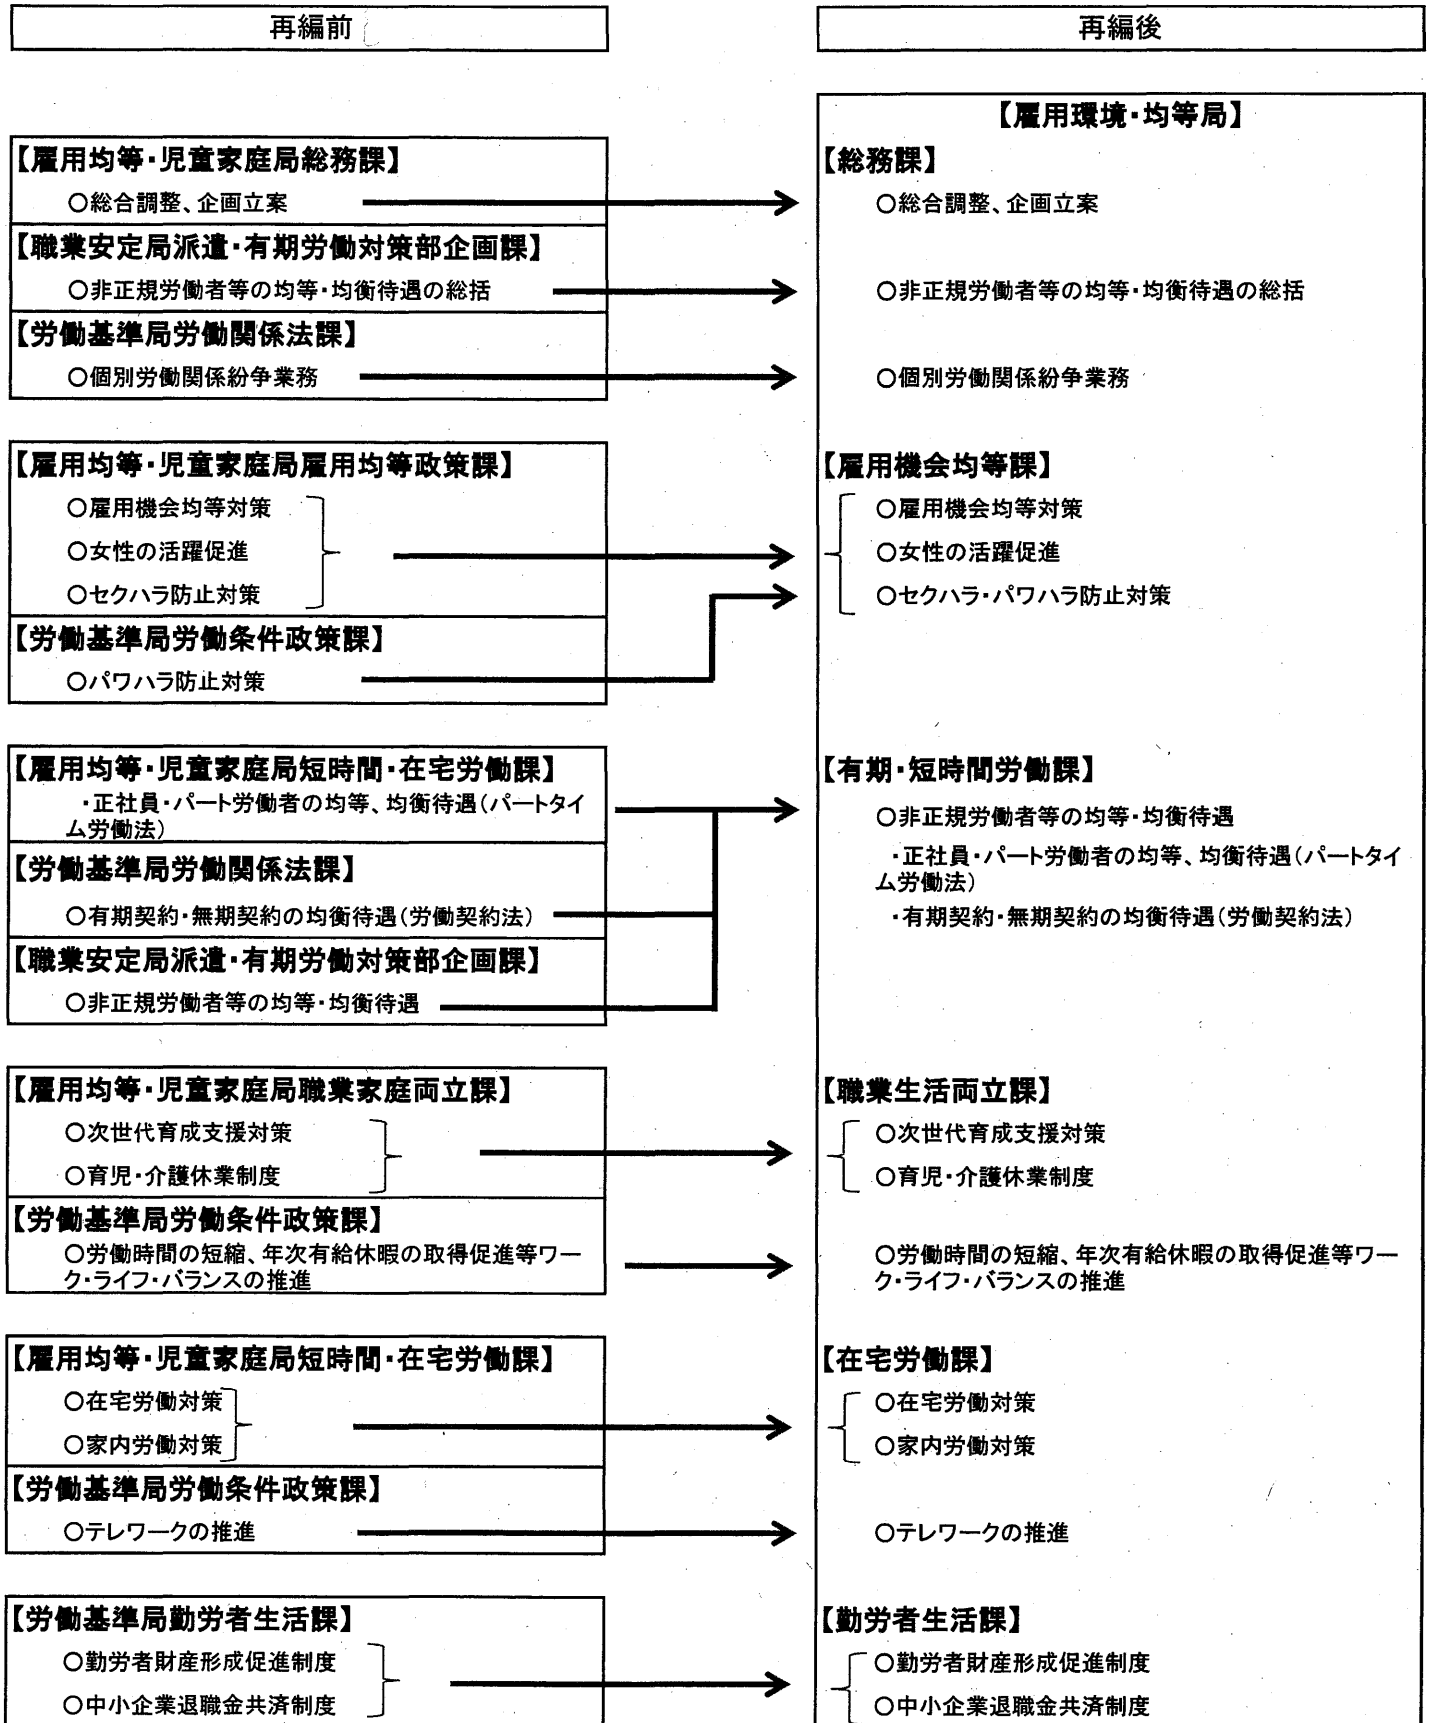 再編前
【雇用均等・児童家庭局総務課】
○総合調整、企画立案
【職業安定局派遣・有期労働対策部企画課】
○非正規労働者等の均等・均衡待遇の総括
【労働基準局労働関係法課】
○個別労働関係紛争業務
【雇用均等・児童家庭局雇用均等政策課】
○雇用機会均等対策
○女性の活躍促進
○セクハラ防止対策
【労働基準局労働条件政策課】
○パワハラ防止対策
【雇用均等・児童家庭局短時間・在宅労働課】
・正社員・パート労働者の均等、均衡待遇(パートタイ
ム労働法)
【労働基準局労働関係法課】
○有期契約・無期契約の均衡待遇(労働契約法)
【職業安定局派遣・有期労働対策部企画課】
○非正規労働者等の均等・均衡待遇
【雇用均等・児童家庭局職業家庭両立課】
○次世代育成支援対策
○育児・介護休業制度
【労働基準局労働条件政策課】
○労働時間の短縮、年次有給休暇の取得促進等ワー
ク・ライフ・バランスの推進
【雇用均等・児童家庭局短時間・在宅労働課】
○在宅労働対策
○家内労働対策
【労働基準局労働条件政策課】
○テレワークの推進
【労働基準局勤労者生活課】
○勤労者財産形成促進制度
○中小企業退職金共済制度
再編後
【雇用環境・均等局】
【総務課】
○総合調整、企画立案
○非正規労働者等の均等・均衡待遇の総括
○個別労働関係紛争業務
【雇用機会均等課】
○雇用機会均等対策
○女性の活躍促進
○セクハラ・パワハラ防止対策
【有期・短時間労働課】
○非正規労働者等の均等・均衡待遇
・正社員・パート労働者の均等、均衡待遇(パートタイ
ム労働法)
・有期契約・無期契約の均衡待遇(労働契約法)
【職業生活両立課】
○次世代育成支援対策
○育児・介護休業制度
○労働時間の短縮、年次有給休暇の取得促進等ワー
ク・ライフ・バランスの推進
【在宅労働課】
○在宅労働対策
○家内労働対策
○テレワークの推進
【勤労者生活課】
○勤労者財産形成促進制度
○中小企業退職金共済制度